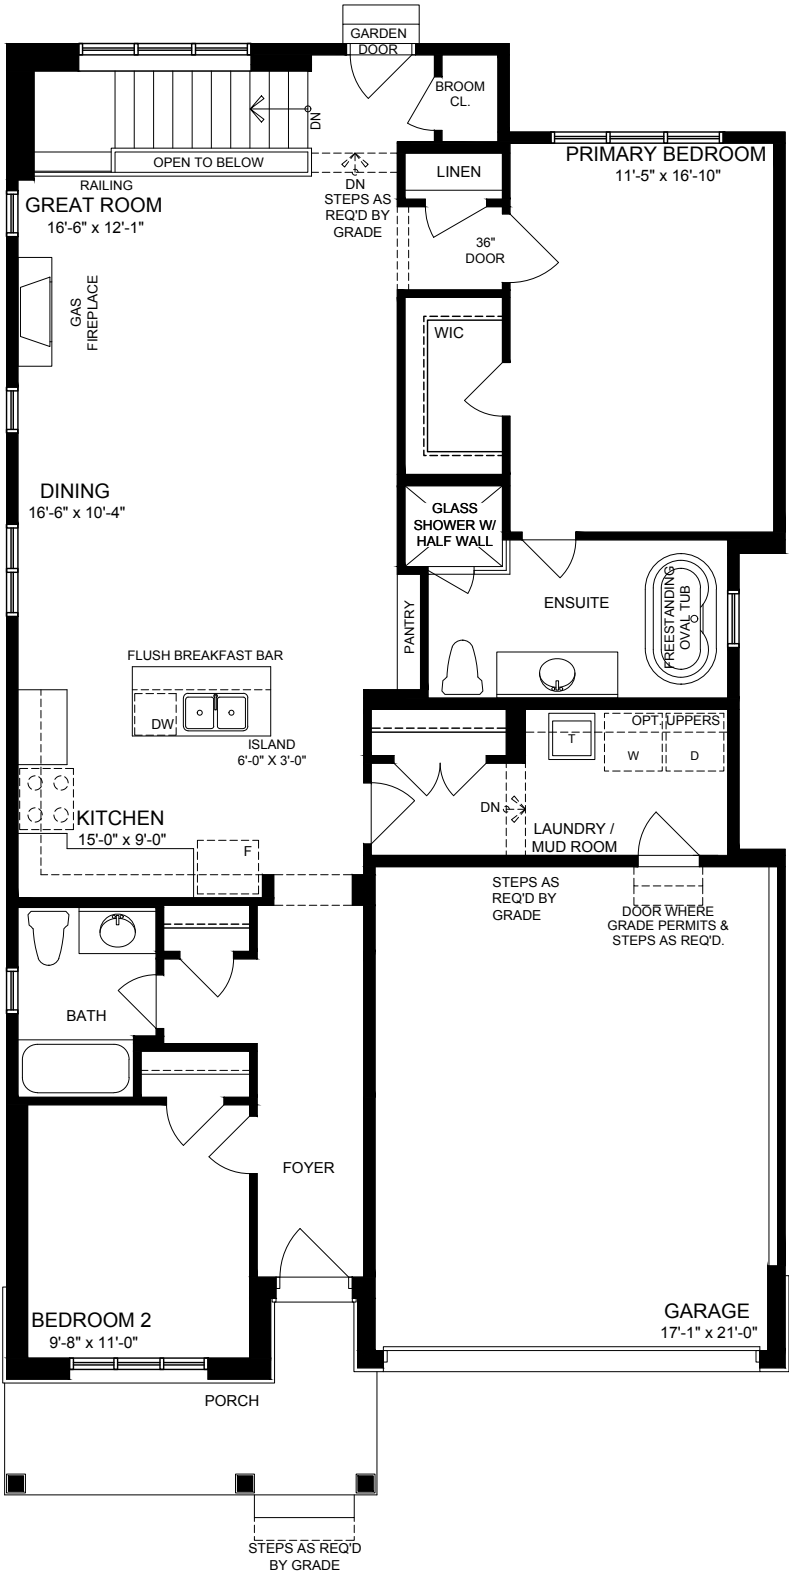 GARDEN
DOOR
BROOM
CL.
DN
OPEN TO BELOW
RAILING
GREAT ROOM
16'-6" x 12'-1"
DN
STEPS AS
REQ'D BY
GRADE
LINEN
36"
DOOR
PRIMARY BEDROOM
11'-5" x 16'-10"
GAS
FIREPLACE
WIC
DINING
16'-6" x 10'-4"
GLASS
SHOWER W/
HALF WALL
ENSUITE
FREESTANDING
OVAL TUB
PANTRY
FLUSH BREAKFAST BAR
DW
ISLAND
6'-0" X 3'-0"
OPT. UPPERS
T
W
D
DN
LAUNDRY /
MUD ROOM
KITCHEN
15'-0" x 9'-0"
F
STEPS AS
REQ'D BY
GRADE
DOOR WHERE
GRADE PERMITS &
STEPS AS REQ'D.
BATH
FOYER
BEDROOM 2
9'-8" x 11'-0"
GARAGE
17'-1" x 21'-0"
PORCH
STEPS AS REQ'D
BY GRADE